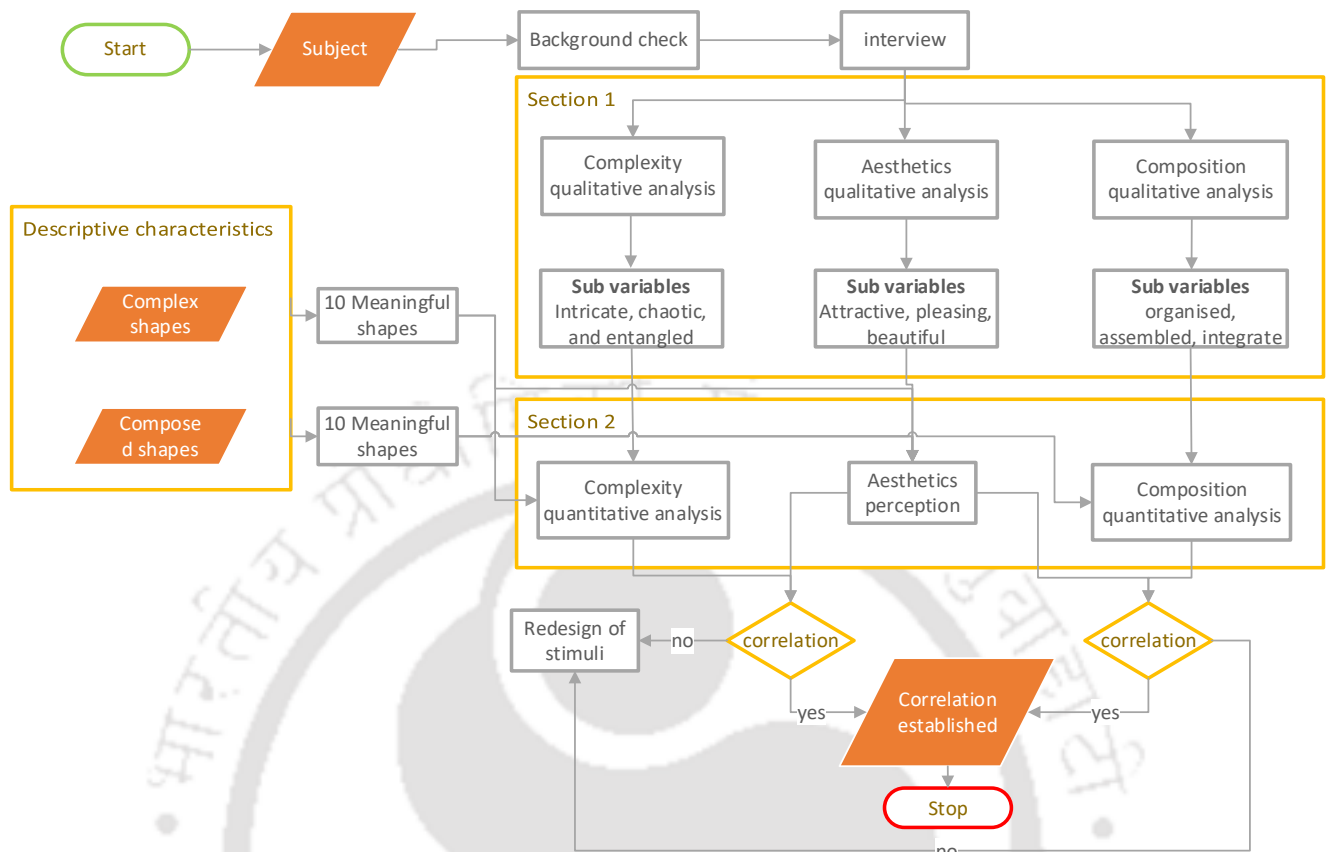 Start
Subject
Background check
interview
Section 1
Complexity
qualitative analysis
Aesthetics
qualitative analysis
Composition
qualitative analysis
Descriptive characteristics
Complex
shapes
10 Meaningful
shapes
Sub variables
Intricate, chaotic,
and entangled
Sub variables
Attractive, pleasing,
beautiful
Sub variables
organised,
assembled, integrate
Compose
d shapes
10 Meaningful
shapes
Section 2
Complexity
quantitative analysis
Aesthetics
perception
Composition
quantitative analysis
Redesign of
stimuli
no
correlation
correlation
yes
Correlation
established
yes
Stop
no